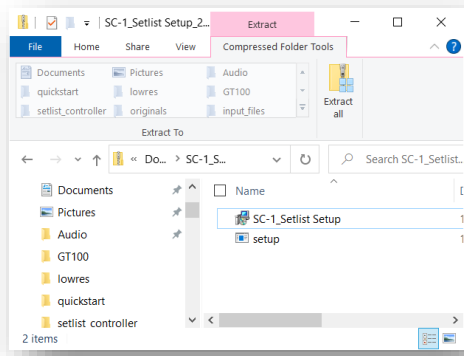 SC-1_Setlist Setup_2... Extract
File Home Share View Compressed Folder Tools
Documents Pictures Audio
quickstart lowres GT100
setlist_controller originals input_files
Extract all
Extract To
« Do... > SC-1_S... Search SC-1_Setlist...
Documents Name
Pictures SC-1_Setlist Setup 1
Audio setup 1
GT100
lowres
quickstart
setlist controller
2 items